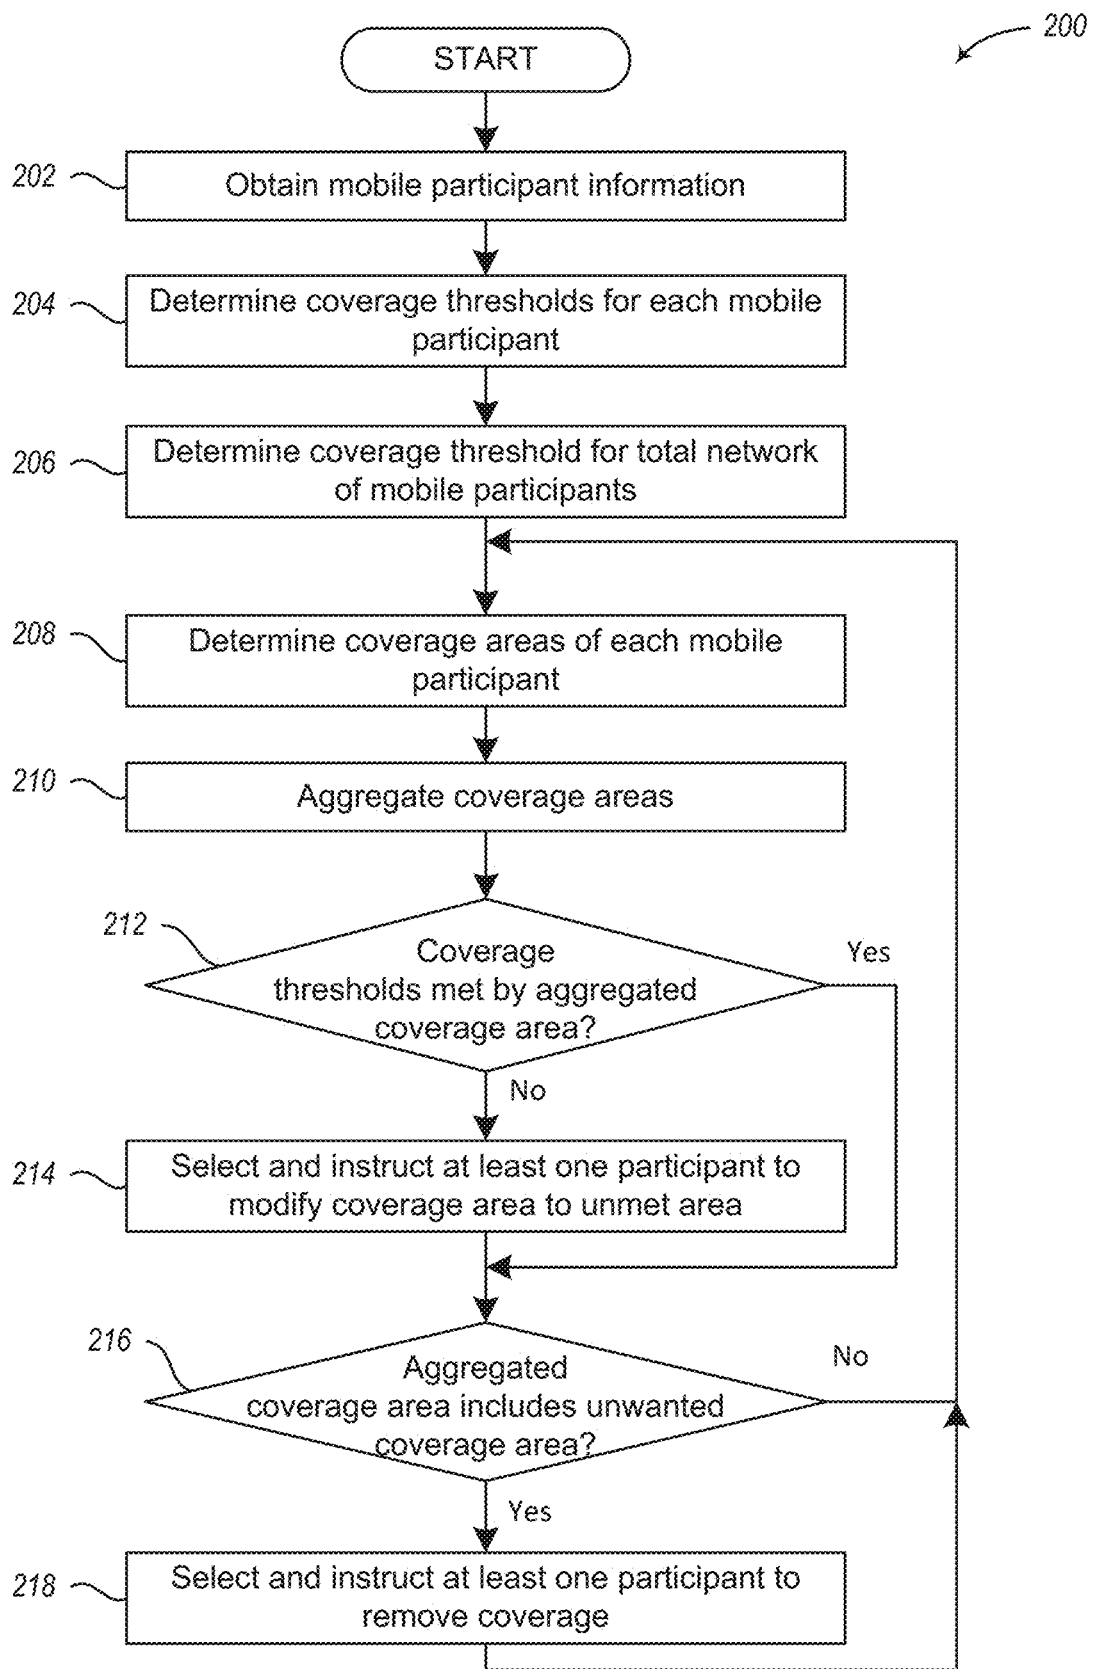 200
START
202
Obtain mobile participant information
204
Determine coverage thresholds for each mobile
participant
206
Determine coverage threshold for total network
of mobile participants
208
Determine coverage areas of each mobile
participant
210
Aggregate coverage areas
212
Coverage
thresholds met by aggregated
coverage area?
Yes
No
214
Select and instruct at least one participant to
modify coverage area to unmet area
216
Aggregated
coverage area includes unwanted
coverage area?
No
Yes
218
Select and instruct at least one participant to
remove coverage